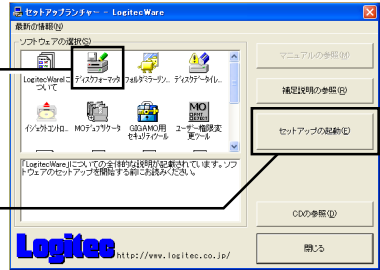 セットアップランチャー - LogitecWare
最新の情報(N)
ソフトウェアの選択(S)
LogitecWareに
ついて
ディスクフォーマッタ
フォルダミラーリン...
ディスクデータイレ...
イジェクトコントロ...
MOデュプリケータ
GIGAMO用
セキュリティツール
ユーザー権限変
更ツール
「LogitecWare」についての全体的な説明が記載されています。ソフ
トウェアのセットアップを開始する前にお読みください。
マニュアルの参照(M)
補足説明の参照(R)
セットアップの起動(E)
CDの参照(D)
閉じる
Logitec
http://www.logitec.co.jp/